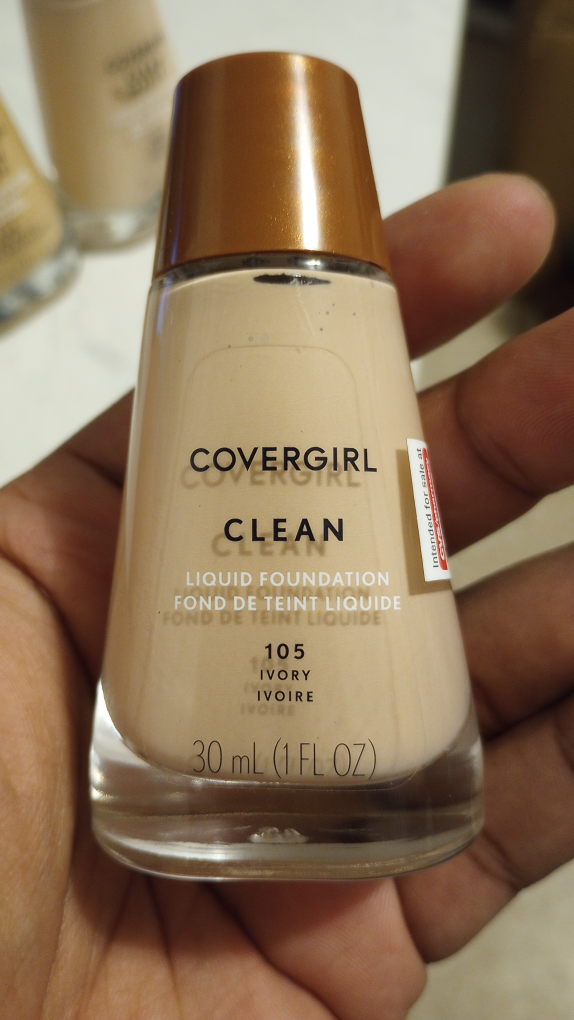 COVERGIRL
CLEAN
LIQUID FOUNDATION
FOND DE TEINT LIQUIDE
105
IVORY
IVOIRE
30 mL (1 FL OZ)
Intended for sale at